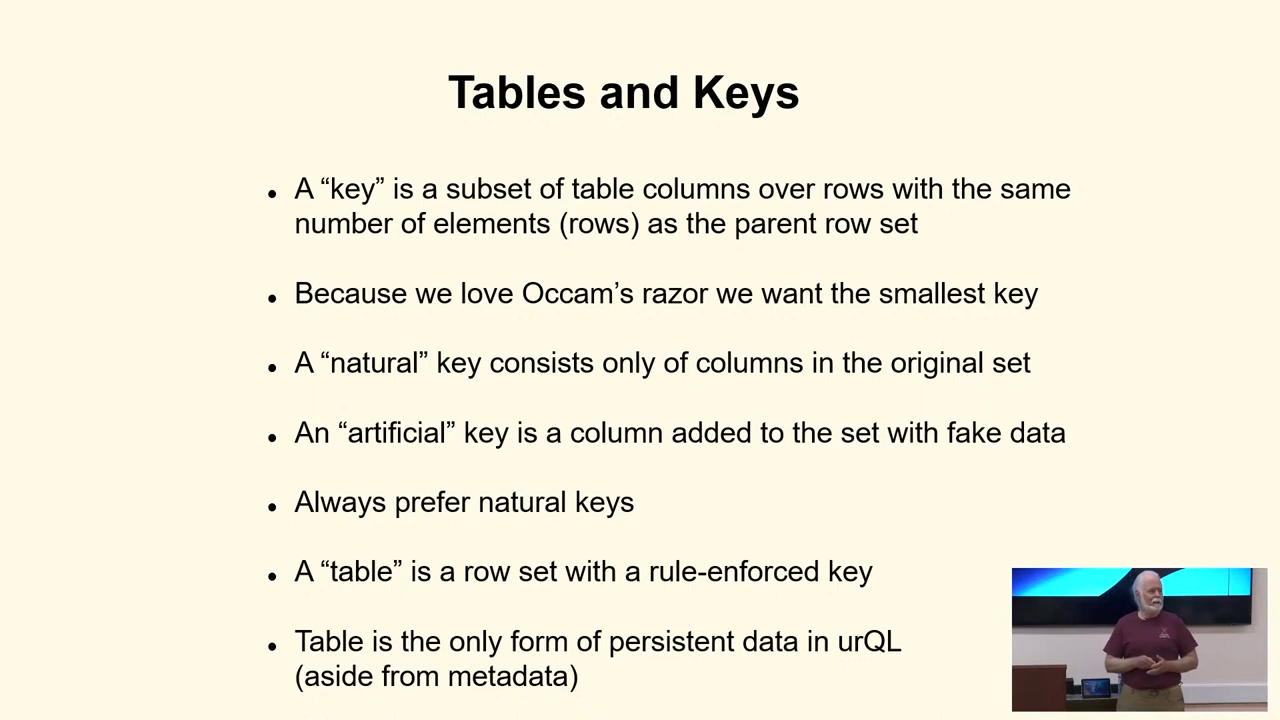 Tables and Keys
• A “key” is a subset of table columns over rows with the same
number of elements (rows) as the parent row set
• Because we love Occam’s razor we want the smallest key
• A “natural” key consists only of columns in the original set
• An “artificial” key is a column added to the set with fake data
• Always prefer natural keys
• A “table” is a row set with a rule-enforced key
• Table is the only form of persistent data in urQL
(aside from metadata)